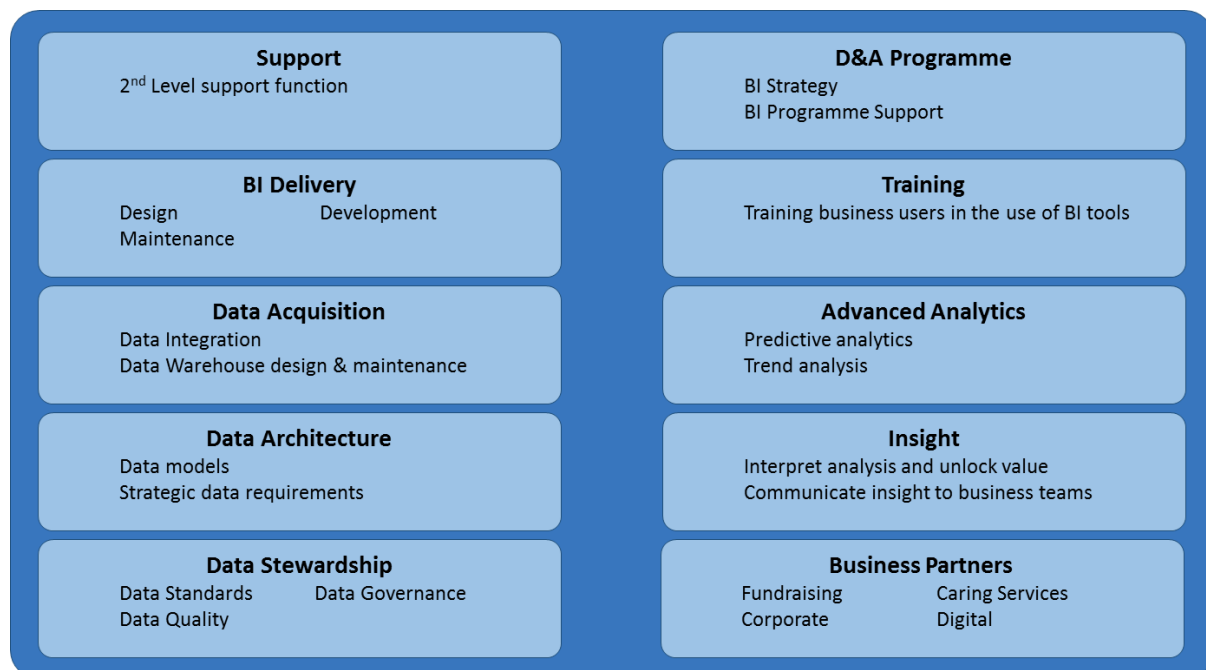 Support
2nd Level support function
BI Delivery
Design Development
Maintenance
Data Acquisition
Data Integration
Data Warehouse design & maintenance
Data Architecture
Data models
Strategic data requirements
Data Stewardship
Data Standards Data Governance
Data Quality
D&A Programme
BI Strategy
BI Programme Support
Training
Training business users in the use of BI tools
Advanced Analytics
Predictive analytics
Trend analysis
Insight
Interpret analysis and unlock value
Communicate insight to business teams
Business Partners
Fundraising Caring Services
Corporate Digital